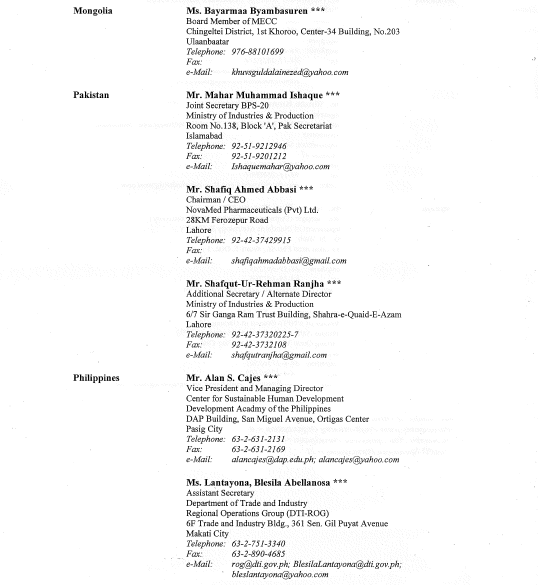 Mongolia
Ms. Bayarmaa Byambasuren ***
Board Member of MECC
Chingeltei District, 1st Khoroo, Center-34 Building, No.203
Ulaanbaatar
Telephone: 976-88101699
Fax:
e-Mail: khuvsguldalainezed@yahoo.com
Pakistan
Mr. Mahar Muhammad Ishaque ***
Joint Secretary BPS-20
Ministry of Industries & Production
Room No.138, Block 'A', Pak Secretariat
Islamabad
Telephone: 92-51-9212946
Fax: 92-51-9201212
e-Mail: Ishaquemahar@yahoo.com
Mr. Shafiq Ahmed Abbasi ***
Chairman / CEO
NovaMed Pharmaceuticals (Pvt) Ltd.
28KM Ferozepur Road
Lahore
Telephone: 92-42-37429915
Fax:
e-Mail: shafiqahmadabbasi@gmail.com
Mr. Shafqut-Ur-Rehman Ranjha ***
Additional Secretary / Alternate Director
Ministry of Industries & Production
6/7 Sir Ganga Ram Trust Building, Shahra-e-Quaid-E-Azam
Lahore
Telephone: 92-42-37320225-7
Fax: 92-42-3732108
e-Mail: shafqutranjha@gmail.com
Philippines
Mr. Alan S. Cajes ***
Vice President and Managing Director
Center for Sustainable Human Development
Development Acadmy of the Philippines
DAP Building, San Miguel Avenue, Ortigas Center
Pasig City
Telephone: 63-2-631-2131
Fax: 63-2-631-2169
e-Mail: alancajes@dap.edu.ph; alancajes@yahoo.com
Ms. Lantayona, Blesila Abellanosa ***
Assistant Secretary
Department of Trade and Industry
Regional Operations Group (DTI-ROG)
6F Trade and Industry Bldg., 361 Sen. Gil Puyat Avenue
Makati City
Telephone: 63-2-751-3340
Fax: 63-2-890-4685
e-Mail: rog@dti.gov.ph; BlesilaLantayona@dti.gov.ph;
bleslantayona@yahoo.com